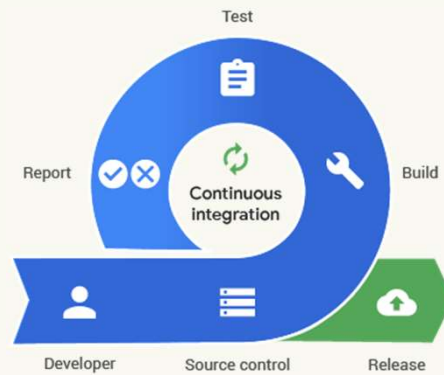 Test
Report
Build
Continuous
integration
Developer
Source control
Release